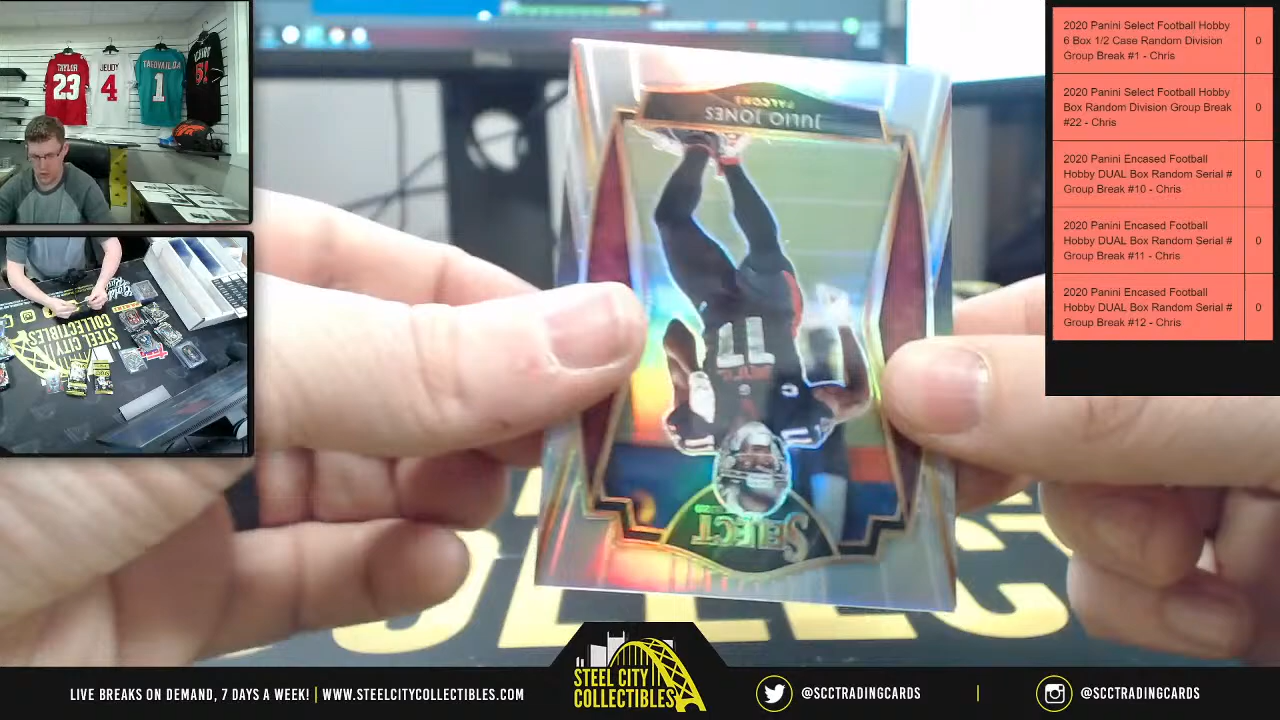 TAYLOR
23
JEUDY
4
TAGOVAILOA
1
51
2020 Panini Select Football Hobby
6 Box 1/2 Case Random Division
Group Break #1 - Chris
0
2020 Panini Select Football Hobby
Box Random Division Group Break
#22 - Chris
0
2020 Panini Encased Football
Hobby DUAL Box Random Serial #
Group Break #10 - Chris
0
2020 Panini Encased Football
Hobby DUAL Box Random Serial #
Group Break #11 - Chris
0
2020 Panini Encased Football
Hobby DUAL Box Random Serial #
Group Break #12 - Chris
0
FALCONS
JULIO JONES
11
SELECT
STEEL CITY
COLLECTIBLES
LIVE BREAKS ON DEMAND, 7 DAYS A WEEK! | WWW.STEELCITYCOLLECTIBLES.COM
STEEL CITY
COLLECTIBLES
@SCCTRADINGCARDS
|
@SCCTRADINGCARDS